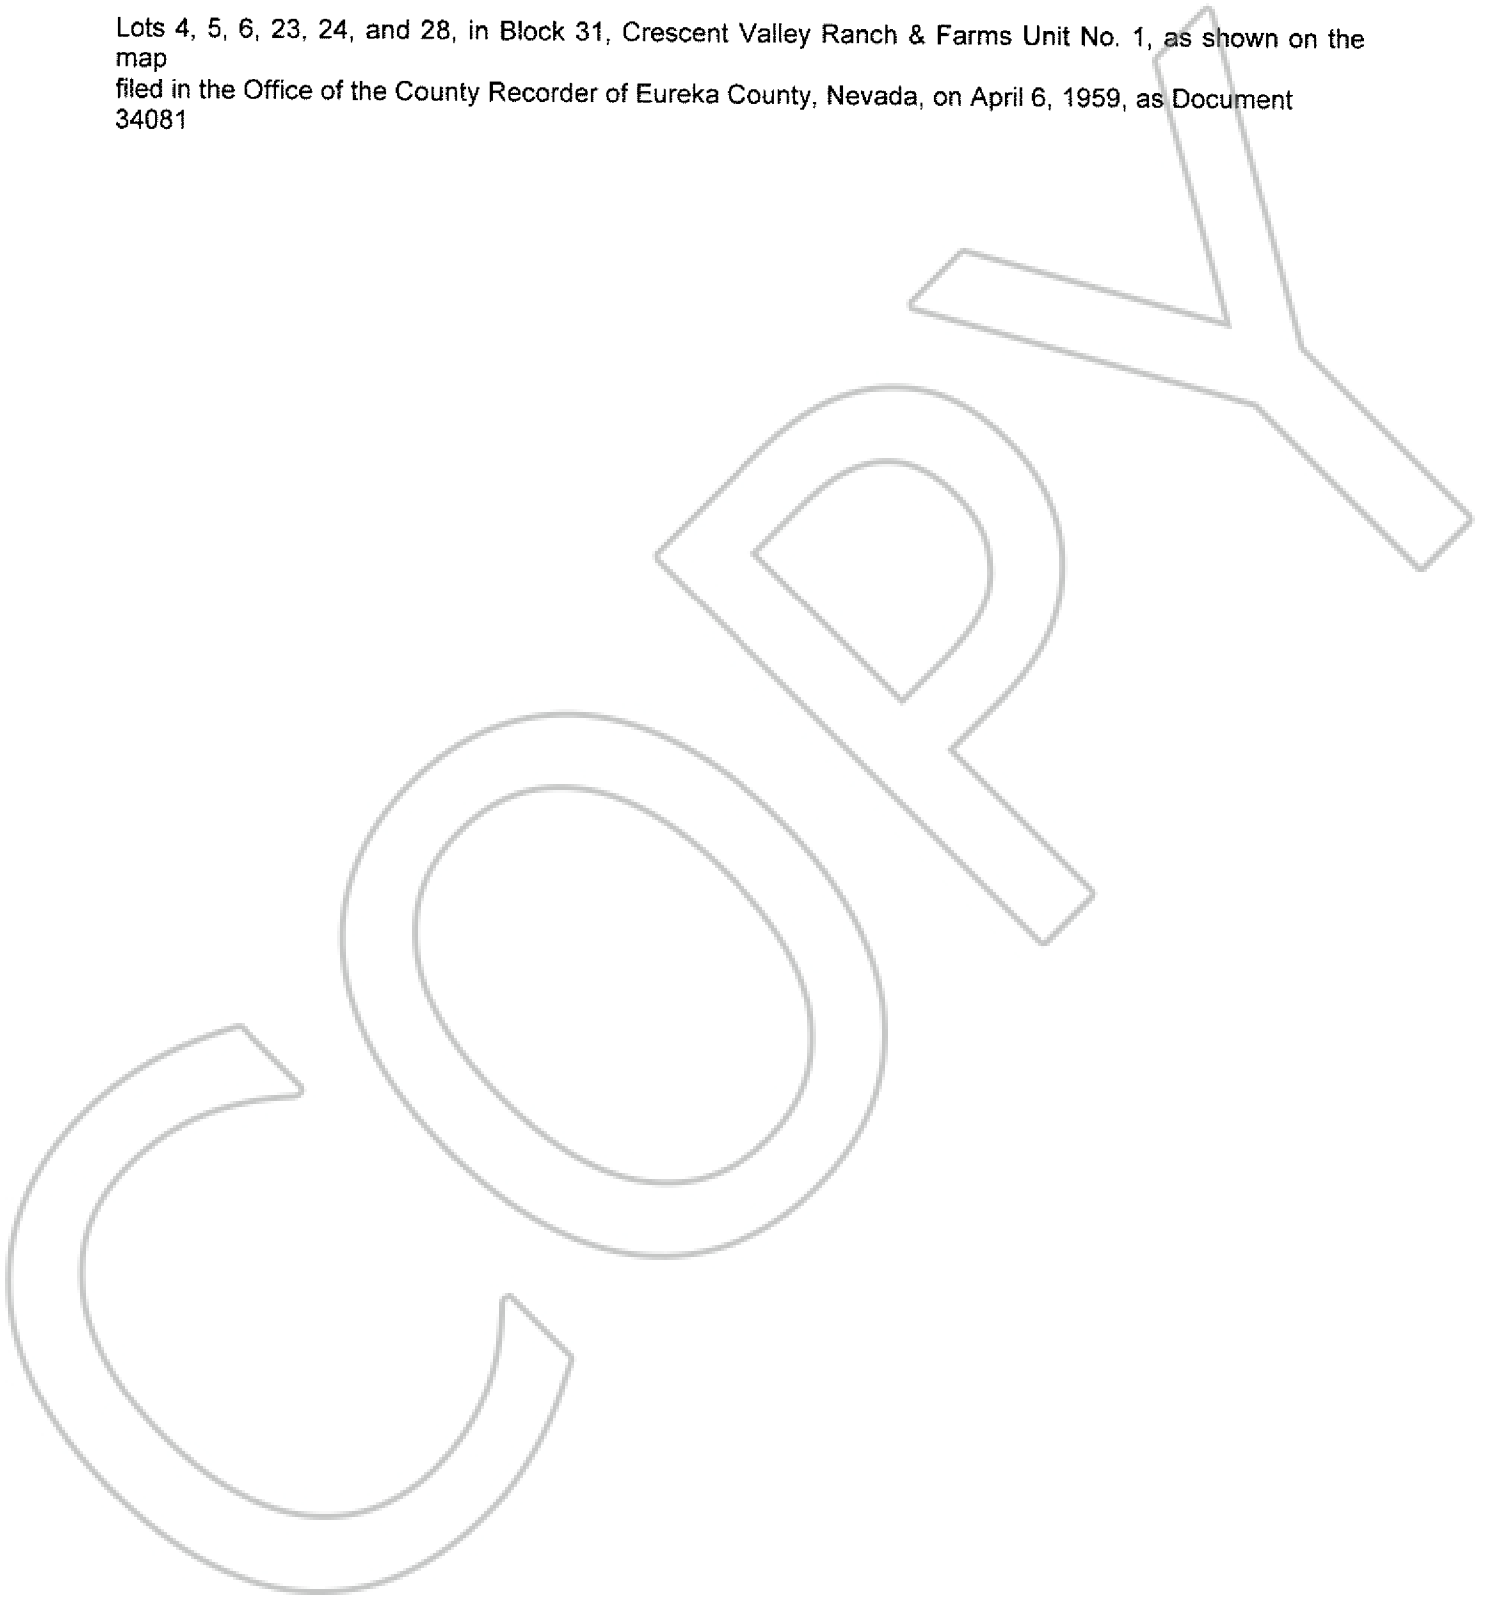 Lots 4, 5, 6, 23, 24, and 28, in Block 31, Crescent Valley Ranch & Farms Unit No. 1, as shown on the
map
filed in the Office of the County Recorder of Eureka County, Nevada, on April 6, 1959, as Document
34081
COPY